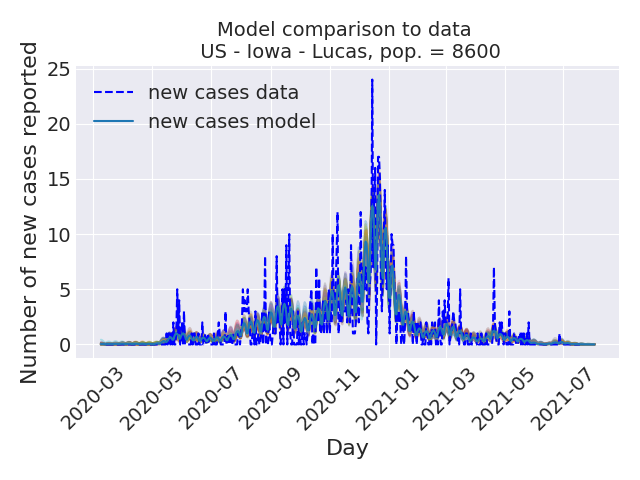 Model comparison to data
US - Iowa - Lucas, pop. = 8600
Number of new cases reported
25
20
15
10
5
0
new cases data
new cases model
2020-03
2020-05
2020-07
2020-09
2020-11
2021-01
2021-03
2021-05
2021-07
Day